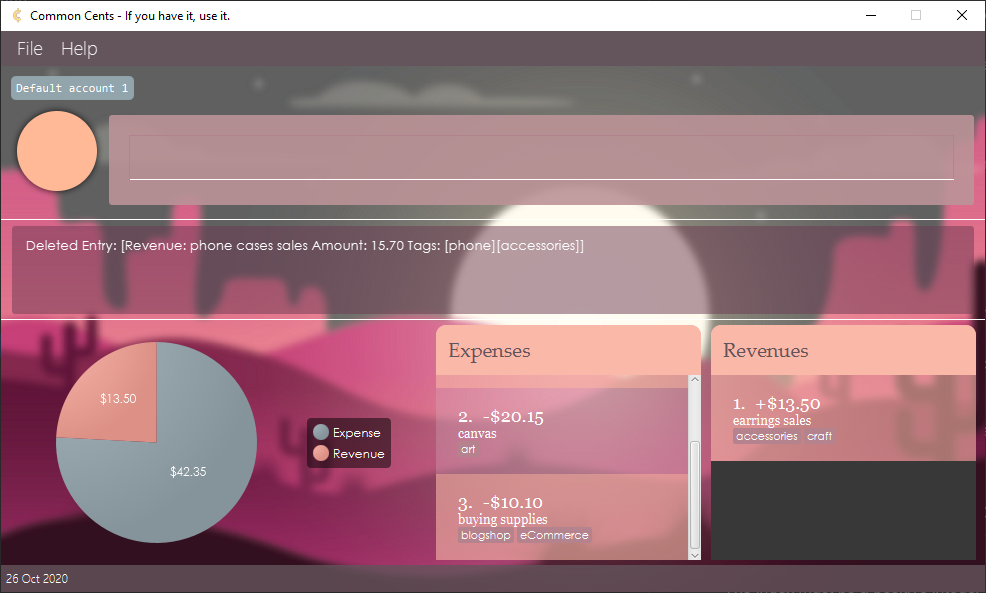 Common Cents - If you have it, use it.
File Help
Default account 1
Deleted Entry: [Revenue: phone cases sales Amount: 15.70 Tags: [phone][accessories]]
$13.50
$42.35
Expense
Revenue
Expenses
2. -$20.15
canvas
art
3. -$10.10
buying supplies
blogshop eCommerce
Revenues
1. +$13.50
earrings sales
accessories craft
26 Oct 2020